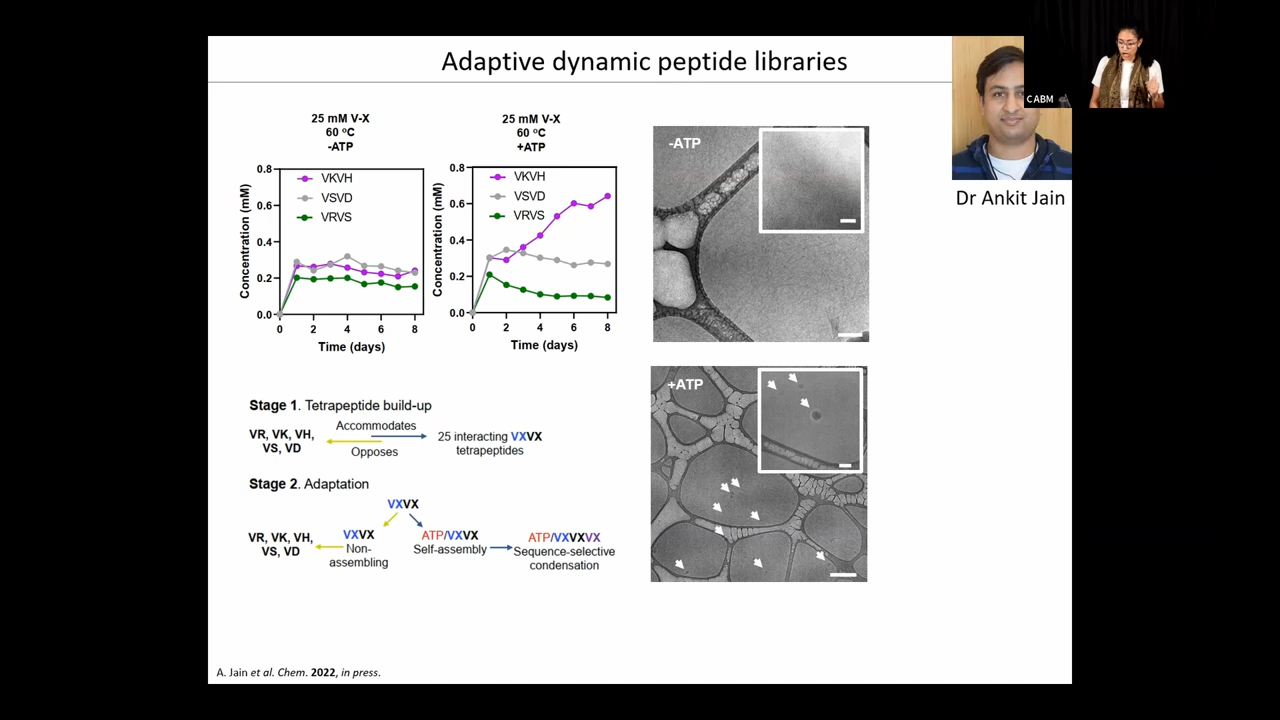 Adaptive dynamic peptide libraries
CABM
Dr Ankit Jain
25 mM V-X
60 ºC
-ATP
VKVH
VSVD
VRVS
Concentration (mM)
0.8
0.6
0.4
0.2
0.0
0 2 4 6 8
Time (days)
25 mM V-X
60 ºC
+ATP
VKVH
VSVD
VRVS
Concentration (mM)
0.8
0.6
0.4
0.2
0.0
0 2 4 6 8
Time (days)
-ATP
+ATP
Stage 1. Tetrapeptide build-up
VR, VK, VH,
VS, VD
Accommodates
Opposes
25 interacting VXVX
tetrapeptides
Stage 2. Adaptation
VXVX
VR, VK, VH,
VS, VD
VXVX
Non-
assembling
ATP/VXVX
Self-assembly
ATP/VXVXVX
Sequence-selective
condensation
A. Jain et al. Chem. 2022, in press.